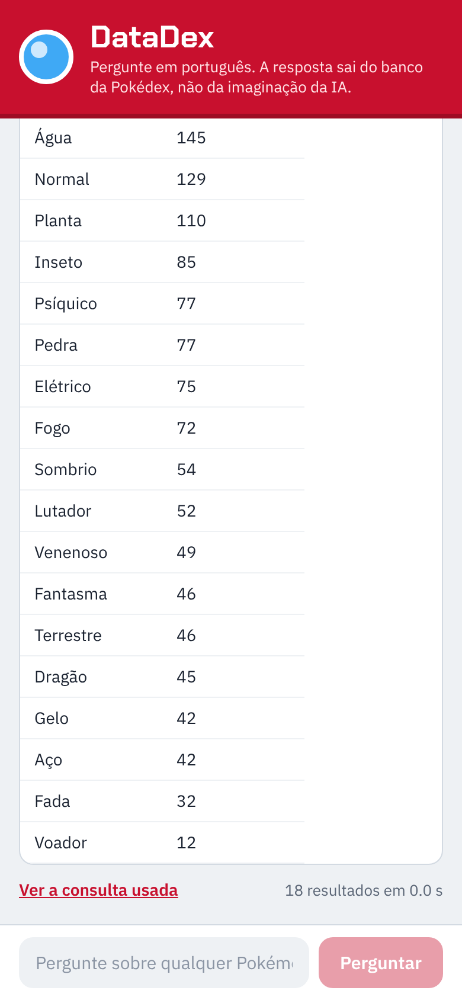 DataDex
Pergunte em português. A resposta sai do banco
da Pokédex, não da imaginação da IA.
Água 145
Normal 129
Planta 110
Inseto 85
Psíquico 77
Pedra 77
Elétrico 75
Fogo 72
Sombrio 54
Lutador 52
Venenoso 49
Fantasma 46
Terrestre 46
Dragão 45
Gelo 42
Aço 42
Fada 32
Voador 12
Ver a consulta usada 18 resultados em 0.0 s
Pergunte sobre qualquer Pokém
Perguntar